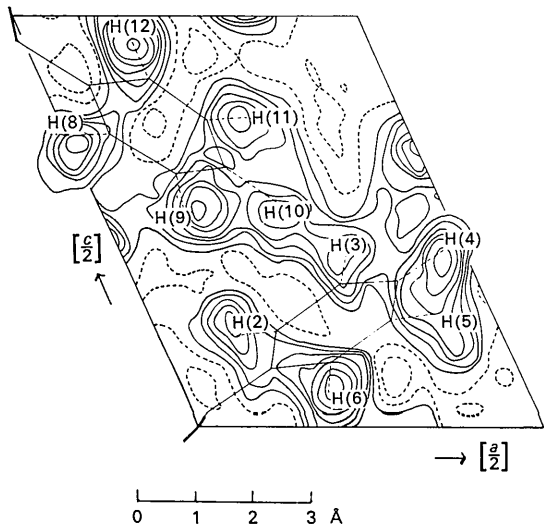 H(12)
H(8)
H(11)
H(9)
H(10)
H(3)
H(4)
[c/2]
H(2)
H(5)
H(6)
[a/2]
0 1 2 3 Å